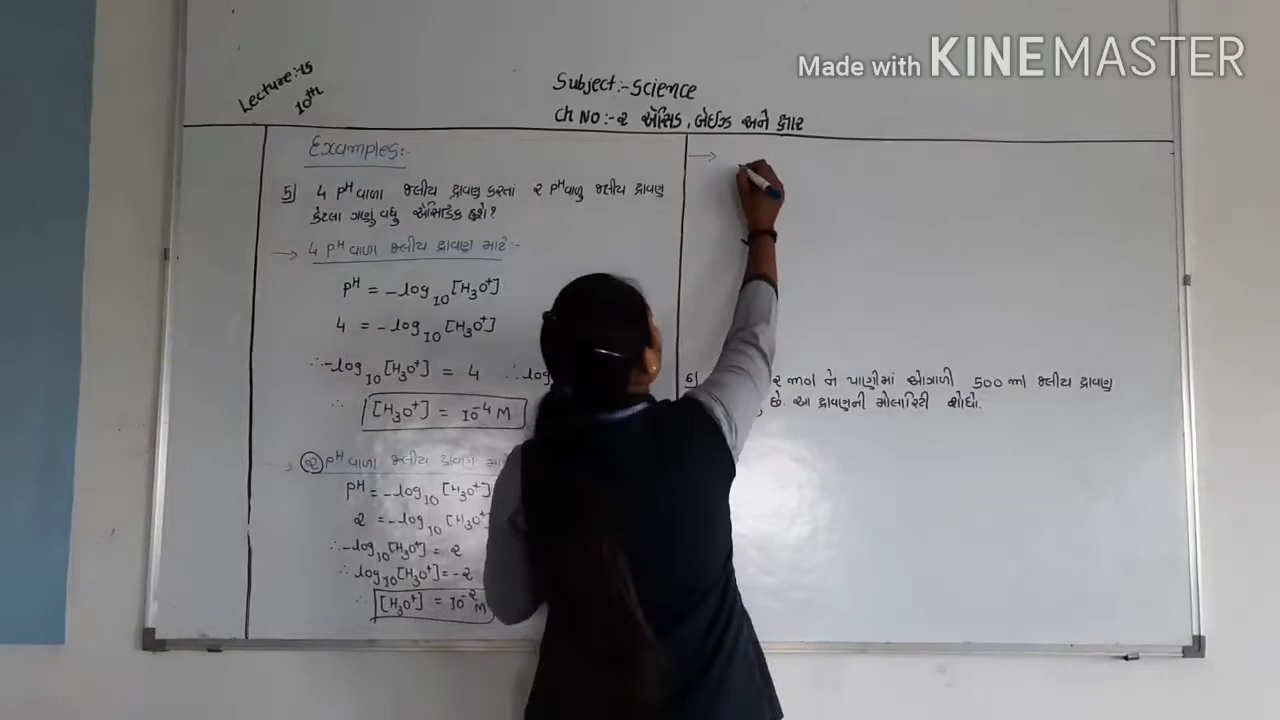 Made with KINEMASTER
Lecture:-15
10th
Subject:-Science
Ch No:-૨ ઍસિડ, બેઈઝ અને ક્ષાર
Examples:-
5] 4 PH વાળા જલીય દ્રાવણ કરતાં ૨ PH વાળુ જલીય દ્રાવણ
કેટલા ગણું વધુ ઍસિડિક હશે?
→ 4 PH વાળા જલીય દ્રાવણ માટે:-
PH = -log10 [H3O+]
4 = -log10 [H3O+]
∴ -log10 [H3O+] = 4 ∴ log
∴ [H3O+] = 10-4 M
→ ૨ PH વાળા જલીય દ્રાવણ
PH = -log10 [H3O+]
૨ = -log10 [H3O+]
∴ -log10 [H3O+] = ૨
∴ log10 [H3O+] = -૨
∴ [H3O+] = 10-૨ M
→
6] ૨ mol ને પાણીમાં ઓગાળી 500 ml જલીય દ્રાવણ
છે. આ દ્રાવણની મોલારિટી શોધો.